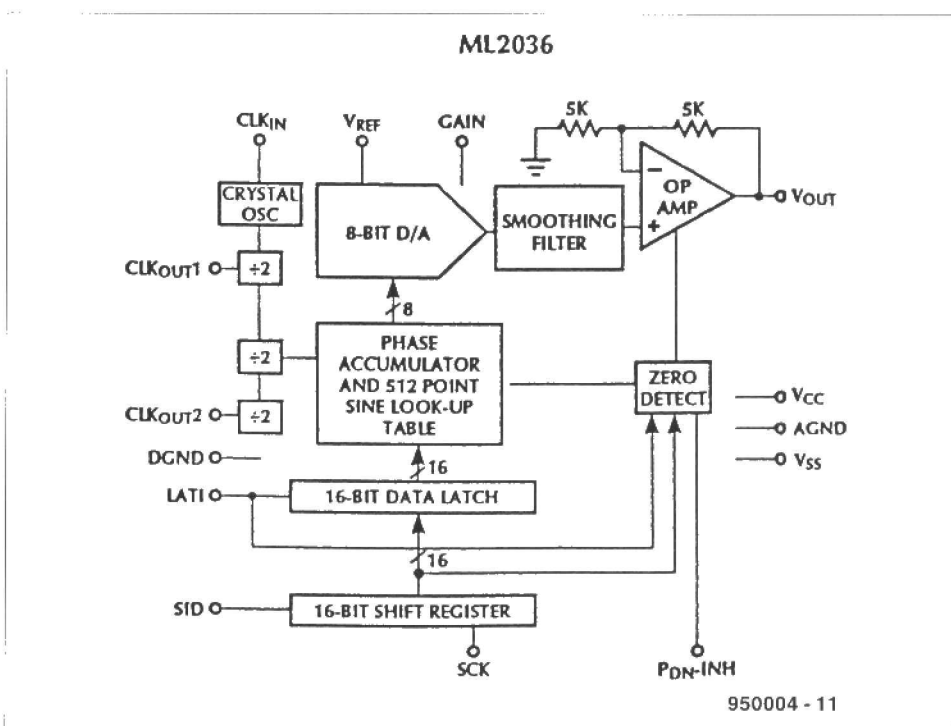 ML2036
5K
5K
CLKIN
VREF
GAIN
CRYSTAL
OSC
8-BIT D/A
SMOOTHING
FILTER
−
OP
AMP
+
VOUT
CLKOUT1
÷2
8
÷2
PHASE
ACCUMULATOR
AND 512 POINT
SINE LOOK-UP
TABLE
ZERO
DETECT
VCC
CLKOUT2
÷2
AGND
DGND
VSS
16
LATI
16-BIT DATA LATCH
16
SID
16-BIT SHIFT REGISTER
SCK
PDN-INH
950004 - 11